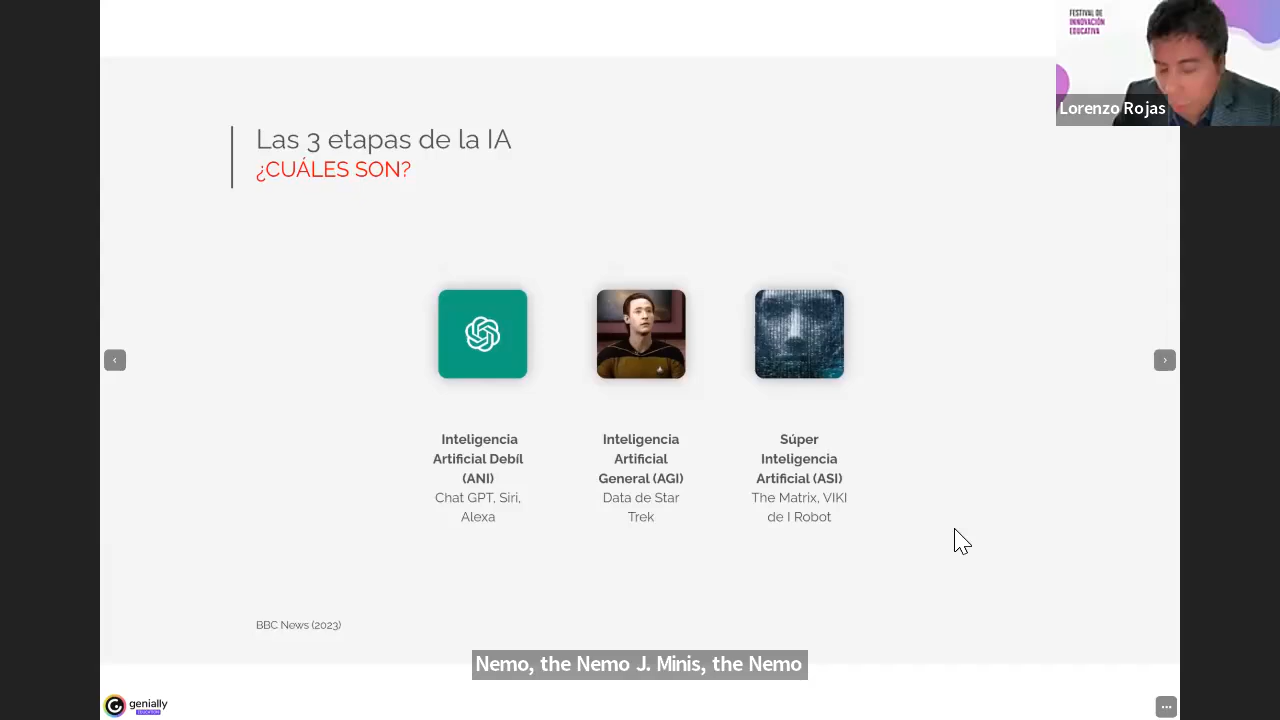 FESTIVAL DE
INNOVACIÓN
EDUCATIVA
Lorenzo Rojas
Las 3 etapas de la IA
¿CUÁLES SON?
Inteligencia
Artificial Debíl
(ANI)
Chat GPT, Siri,
Alexa
Inteligencia
Artificial
General (AGI)
Data de Star
Trek
Súper
Inteligencia
Artificial (ASI)
The Matrix, VIKI
de I Robot
BBC News (2023)
Nemo, the Nemo J. Minis, the Nemo
genially
EDUCATION